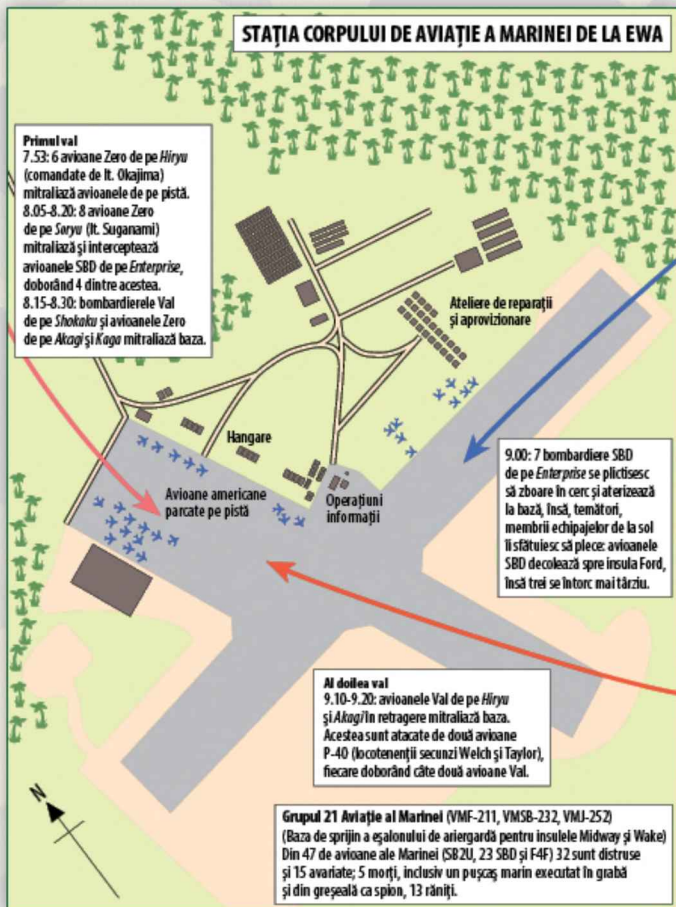 STAȚIA CORPULUI DE AVIAȚIE A MARINEI DE LA EWA
Primul val
7.53: 6 avioane Zero de pe Hiryu
(comandate de lt. Okajima)
mitraliază avioanele de pe pistă.
8.05-8.20: 8 avioane Zero
de pe Soryu (lt. Suganami)
mitraliază și interceptează
avioanele SBD de pe Enterprise,
doborând 4 dintre acestea.
8.15-8.30: bombardierele Val
de pe Shokaku și avioanele Zero
de pe Akagi și Kaga mitraliază baza.
Ateliere de reparații
și aprovizionare
Hangare
Avioane americane
parcate pe pistă
Operațiuni
informații
9.00: 7 bombardiere SBD
de pe Enterprise se plictisesc
să zboare în cerc și aterizează
la bază, însă, temători,
membrii echipajelor de la sol
îi sfătuiesc să plece: avioanele
SBD decolează spre insula Ford,
însă trei se întorc mai târziu.
Al doilea val
9.10-9.20: avioanele Val de pe Hiryu
și Akagi în retragere mitraliază baza.
Acestea sunt atacate de două avioane
P-40 (locotenenții secunzi Welch și Taylor),
fiecare doborând câte două avioane Val.
N
Grupul 21 Aviație al Marinei (VMF-211, VMSB-232, VMJ-252)
(Baza de sprijin a eșalonului de ariergardă pentru insulele Midway și Wake)
Din 47 de avioane ale Marinei (SB2U, 23 SBD și F4F) 32 sunt distruse
și 15 avariate; 5 morți, inclusiv un pușcaș marin executat în grabă
și din greșeală ca spion, 13 răniți.